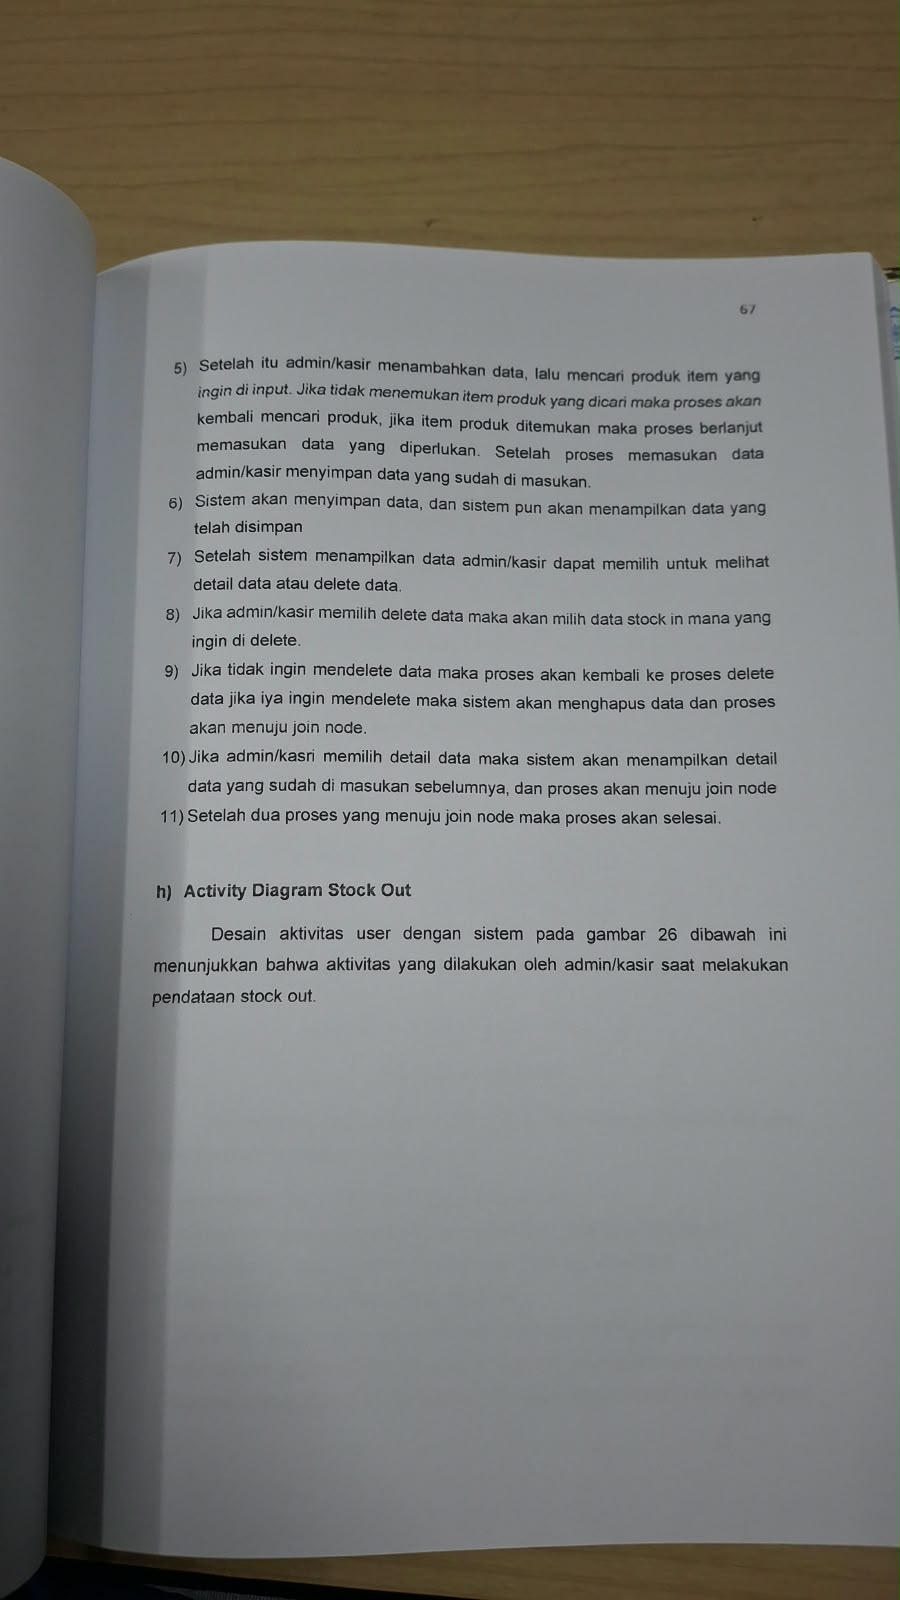 67
5) Setelah itu admin/kasir menambahkan data, lalu mencari produk item yang
ingin di input. Jika tidak menemukan item produk yang dicari maka proses akan
kembali mencari produk, jika item produk ditemukan maka proses berlanjut
memasukan data yang diperlukan. Setelah proses memasukan data
admin/kasir menyimpan data yang sudah di masukan.
6) Sistem akan menyimpan data, dan sistem pun akan menampilkan data yang
telah disimpan
7) Setelah sistem menampilkan data admin/kasir dapat memilih untuk melihat
detail data atau delete data.
8) Jika admin/kasir memilih delete data maka akan milih data stock in mana yang
ingin di delete.
9) Jika tidak ingin mendelete data maka proses akan kembali ke proses delete
data jika iya ingin mendelete maka sistem akan menghapus data dan proses
akan menuju join node.
10) Jika admin/kasri memilih detail data maka sistem akan menampilkan detail
data yang sudah di masukan sebelumnya, dan proses akan menuju join node
11) Setelah dua proses yang menuju join node maka proses akan selesai.
h) Activity Diagram Stock Out
Desain aktivitas user dengan sistem pada gambar 26 dibawah ini
menunjukkan bahwa aktivitas yang dilakukan oleh admin/kasir saat melakukan
pendataan stock out.